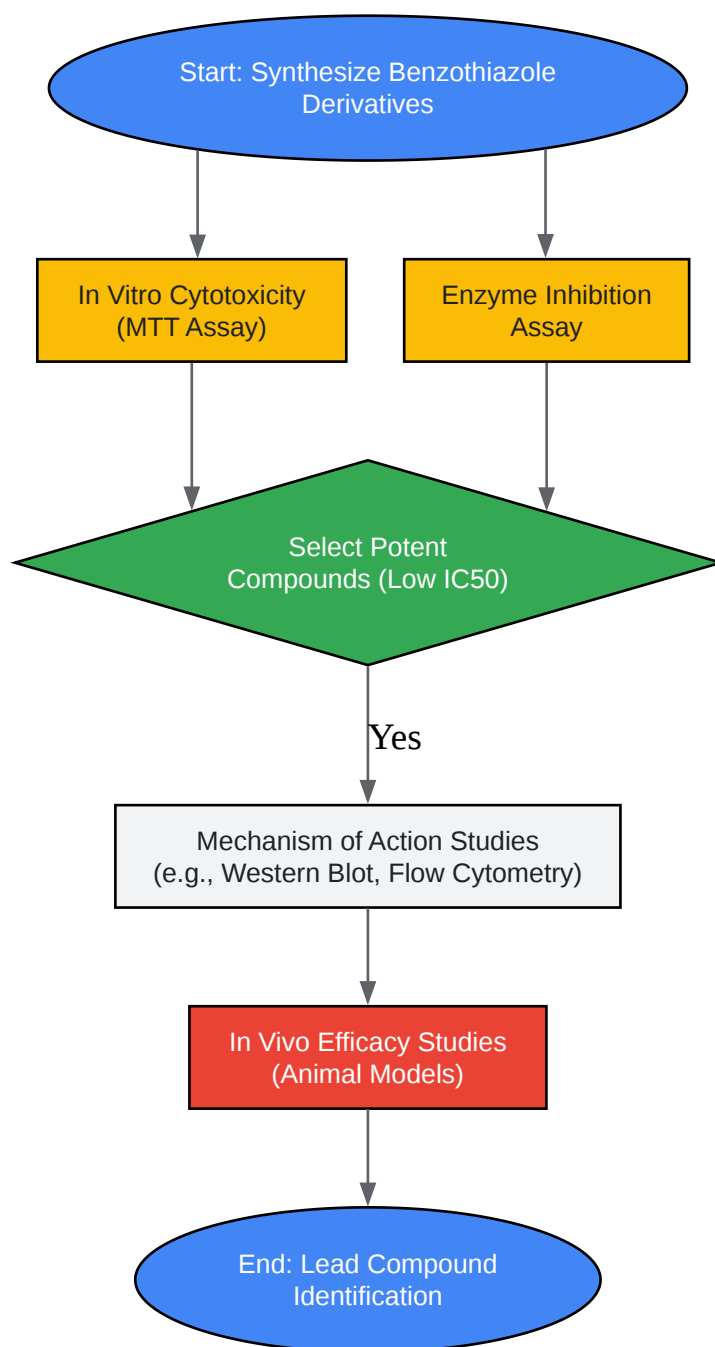 Start: Synthesize Benzothiazole
Derivatives
In Vitro Cytotoxicity
(MTT Assay)
Enzyme Inhibition
Assay
Select Potent
Compounds (Low IC50)
Yes
Mechanism of Action Studies
(e.g., Western Blot, Flow Cytometry)
In Vivo Efficacy Studies
(Animal Models)
End: Lead Compound
Identification